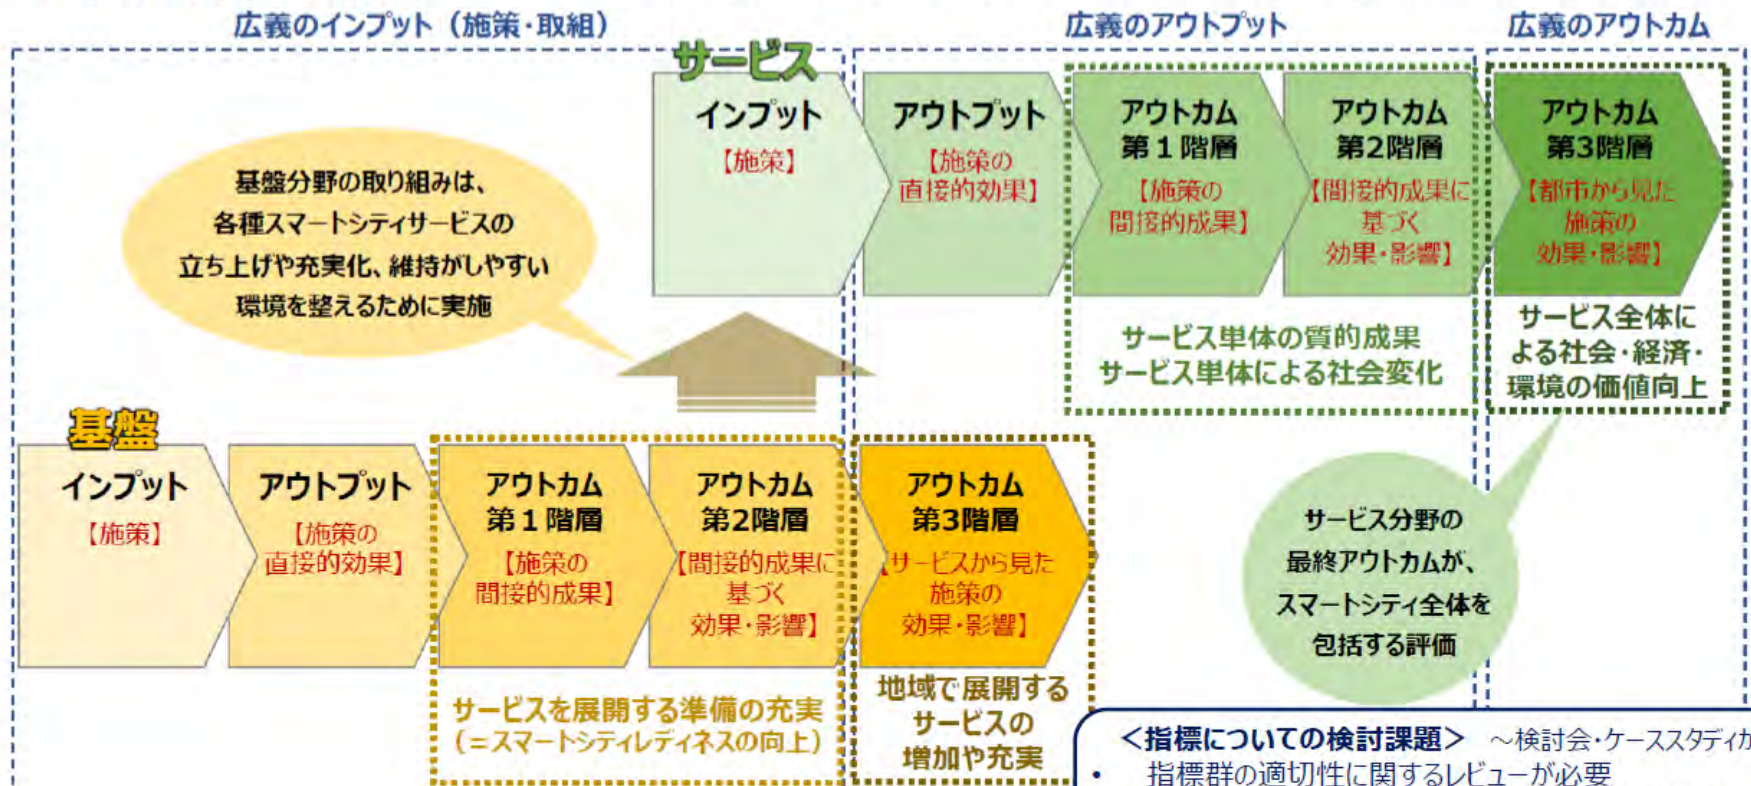 広義のインプット（施策・取組）
広義のアウトプット
広義のアウトカム
サービス
インプット
【施策】
アウトプット
【施策の
直接的効果】
アウトカム
第１階層
【施策の
間接的成果】
アウトカム
第2階層
【間接的成果に
基づく
効果・影響】
アウトカム
第3階層
【都市から見た
施策の
効果・影響】
基盤分野の取り組みは、
各種スマートシティサービスの
立ち上げや充実化、維持がしやすい
環境を整えるために実施
サービス単体の質的成果
サービス単体による社会変化
サービス全体に
よる社会・経済・
環境の価値向上
基盤
インプット
【施策】
アウトプット
【施策の
直接的効果】
アウトカム
第１階層
【施策の
間接的成果】
アウトカム
第2階層
【間接的成果に
基づく
効果・影響】
アウトカム
第3階層
【サービスから見た
施策の
効果・影響】
サービス分野の
最終アウトカムが、
スマートシティ全体を
包括する評価
サービスを展開する準備の充実
（＝スマートシティレディネスの向上）
地域で展開する
サービスの
増加や充実
＜指標についての検討課題＞ ～検討会・ケーススタディか
• 指標群の適切性に関するレビューが必要